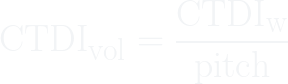 CTDI_vol = CTDI_w / pitch